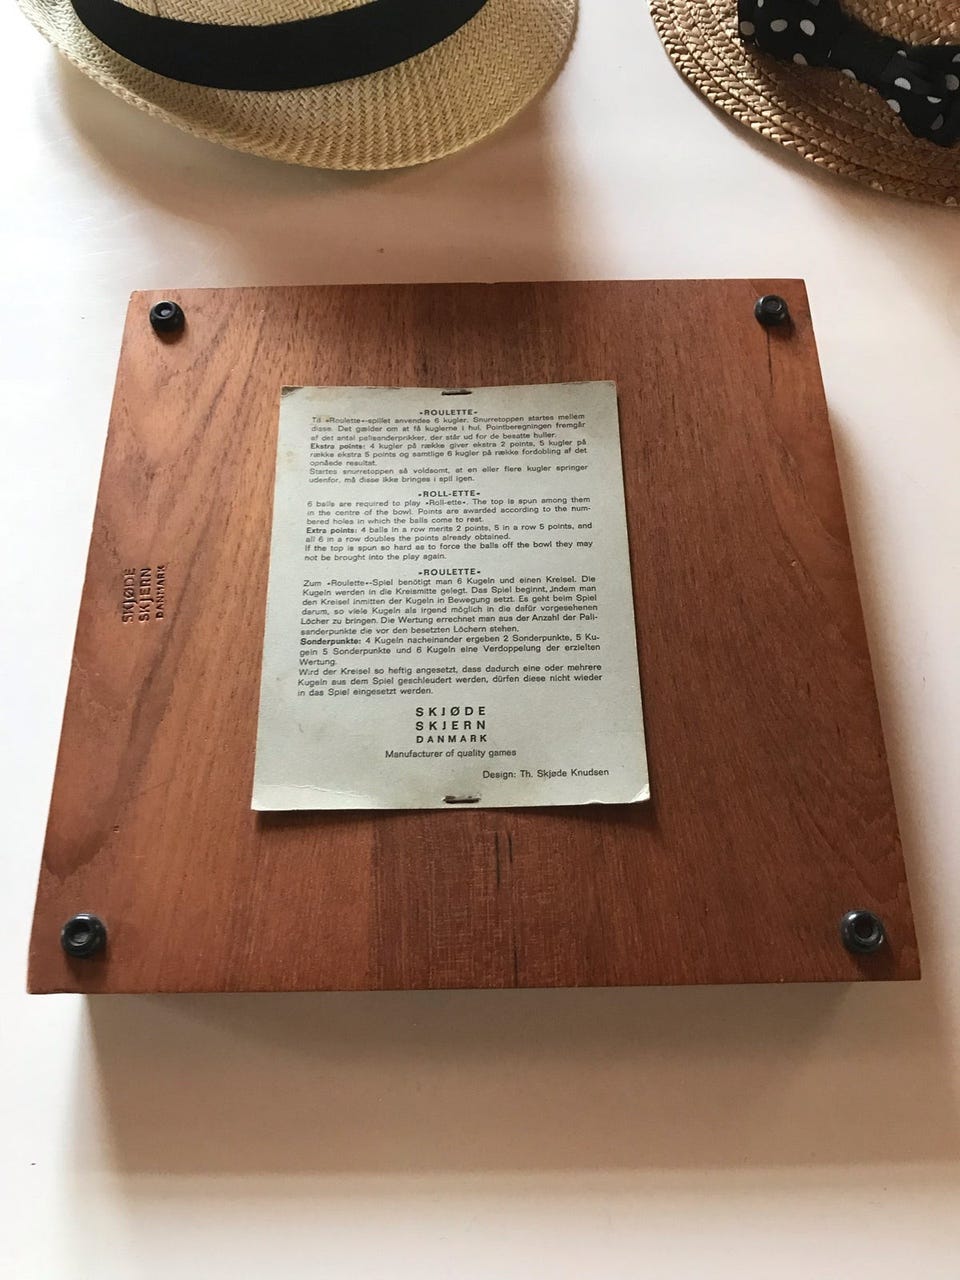 -ROULETTE-
Til «Roulette»-spillet anvendes 6 kugler. Snurretoppen startes mellem
disse. Det gælder om at få kuglerne i hul. Pointberegningen fremgår
af det antal palisanderprikker, der står ud for de besatte huller.
Ekstra points: 4 kugler på række giver ekstra 2 points, 5 kugler på
række ekstra 5 points og samtlige 6 kugler på række fordobling af det
opnåede resultat.
Startes snurretoppen så voldsomt, at en eller flere kugler springer
udenfor, må disse ikke bringes i spil igen.
-ROLL-ETTE-
6 balls are required to play «Roll-ette». The top is spun among them
in the centre of the bowl. Points are awarded according to the num-
bered holes in which the balls come to rest.
Extra points: 4 balls in a row merits 2 points, 5 in a row 5 points, and
all 6 in a row doubles the points already obtained.
If the top is spun so hard as to force the balls off the bowl they may
not be brought into the play again.
-ROULETTE-
Zum «Roulette»-Spiel benötigt man 6 Kugeln und einen Kreisel. Die
Kugeln werden in die Kreismitte gelegt. Das Spiel beginnt, Jndem man
den Kreisel inmitten der Kugeln in Bewegung setzt. Es geht beim Spiel
darum, so viele Kugeln als irgend möglich in die dafür vorgesehenen
Löcher zu bringen. Die Wertung errechnet man aus der Anzahl der Pali-
sanderpunkte die vor den besetzten Löchern stehen.
Sonderpunkte: 4 Kugeln nacheinander ergeben 2 Sonderpunkte, 5 Ku-
geln 5 Sonderpunkte und 6 Kugeln eine Verdoppelung der erzielten
Wertung.
Wird der Kreisel so heftig angesetzt, dass dadurch eine oder mehrere
Kugeln aus dem Spiel geschleudert werden, dürfen diese nicht wieder
in das Spiel eingesetzt werden.
SKJØDE
SKJERN
DANMARK
Manufacturer of quality games
Design: Th. Skjøde Knudsen
SKJØDE
SKJERN
DANMARK